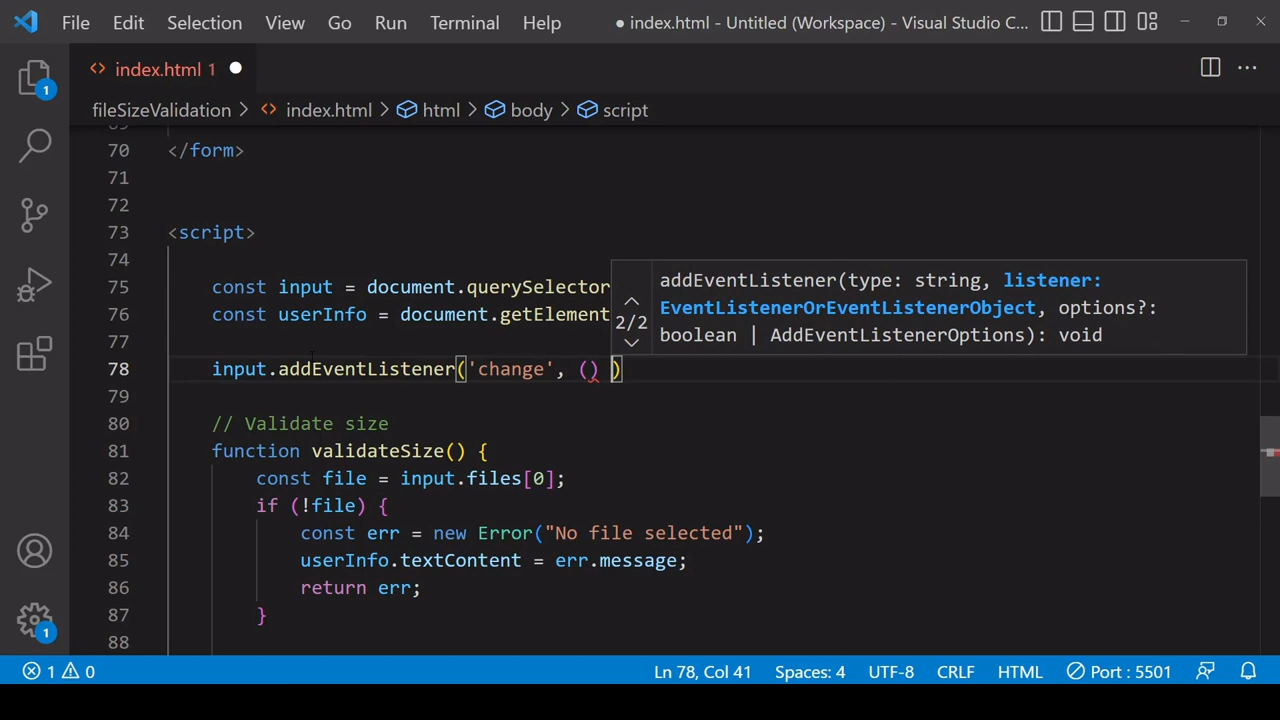 File Edit Selection View Go Run Terminal Help ● index.html - Untitled (Workspace) - Visual Studio C...
index.html 1
fileSizeValidation > index.html > html > body > script
70 </form>
71
72
73 <script>
74
75 const input = document.querySelector
76 const userInfo = document.getElement
77
78 input.addEventListener('change', () )
79
80 // Validate size
81 function validateSize() {
82 const file = input.files[0];
83 if (!file) {
84 const err = new Error("No file selected");
85 userInfo.textContent = err.message;
86 return err;
87 }
88
addEventListener(type: string, listener:
2/2 EventListenerOrEventListenerObject, options?:
boolean | AddEventListenerOptions): void
1
1
1 0 Ln 78, Col 41 Spaces: 4 UTF-8 CRLF HTML Port : 5501